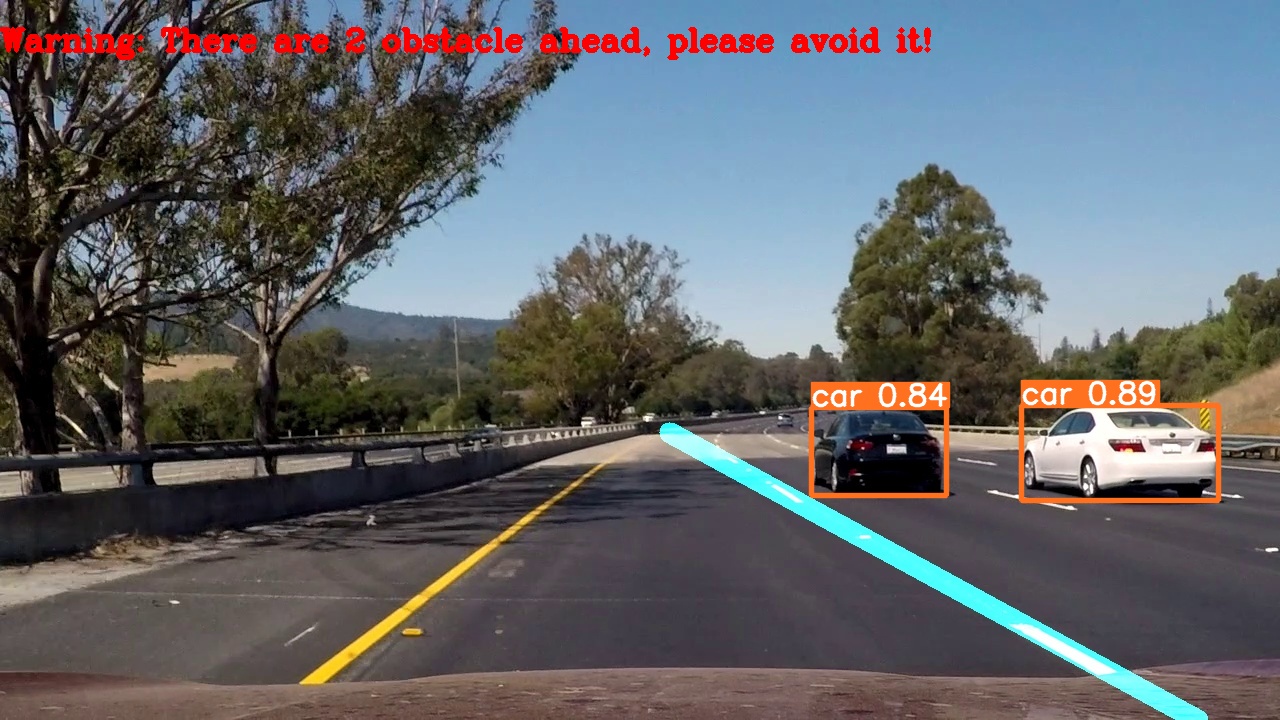 Warning: There are 2 obstacle ahead, please avoid it!
car 0.84
car 0.89